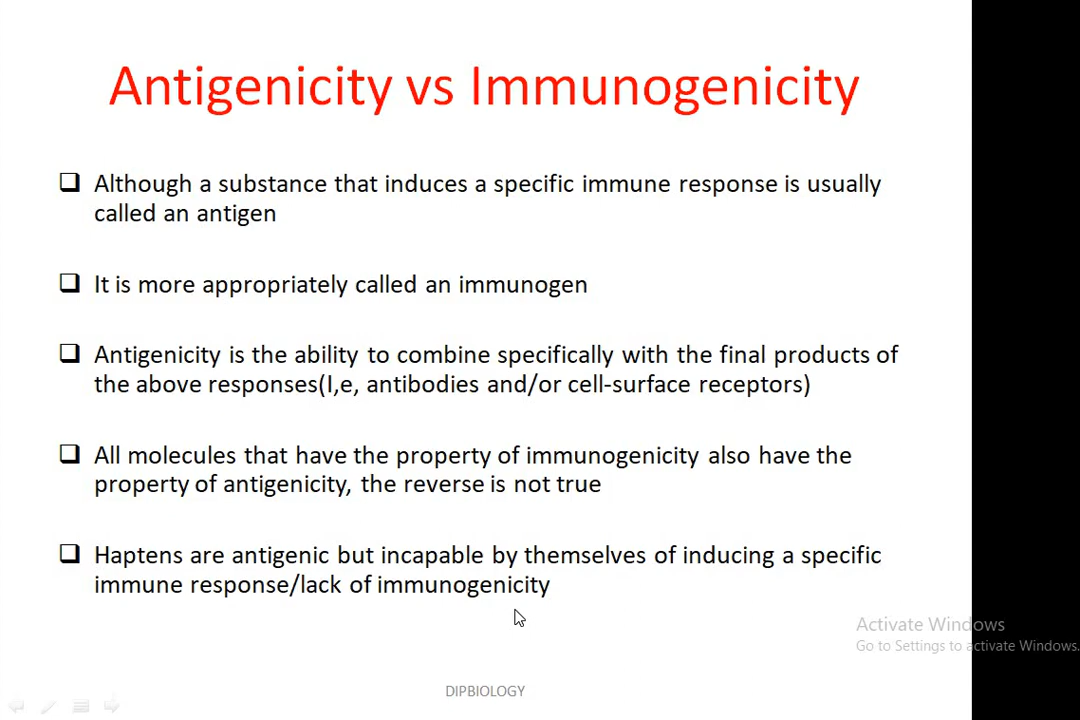 Antigenicity vs Immunogenicity
Although a substance that induces a specific immune response is usually
called an antigen
It is more appropriately called an immunogen
Antigenicity is the ability to combine specifically with the final products of
the above responses(I,e, antibodies and/or cell-surface receptors)
All molecules that have the property of immunogenicity also have the
property of antigenicity, the reverse is not true
Haptens are antigenic but incapable by themselves of inducing a specific
immune response/lack of immunogenicity
Activate Windows
Go to Settings to activate Windows.
DIPBIOLOGY